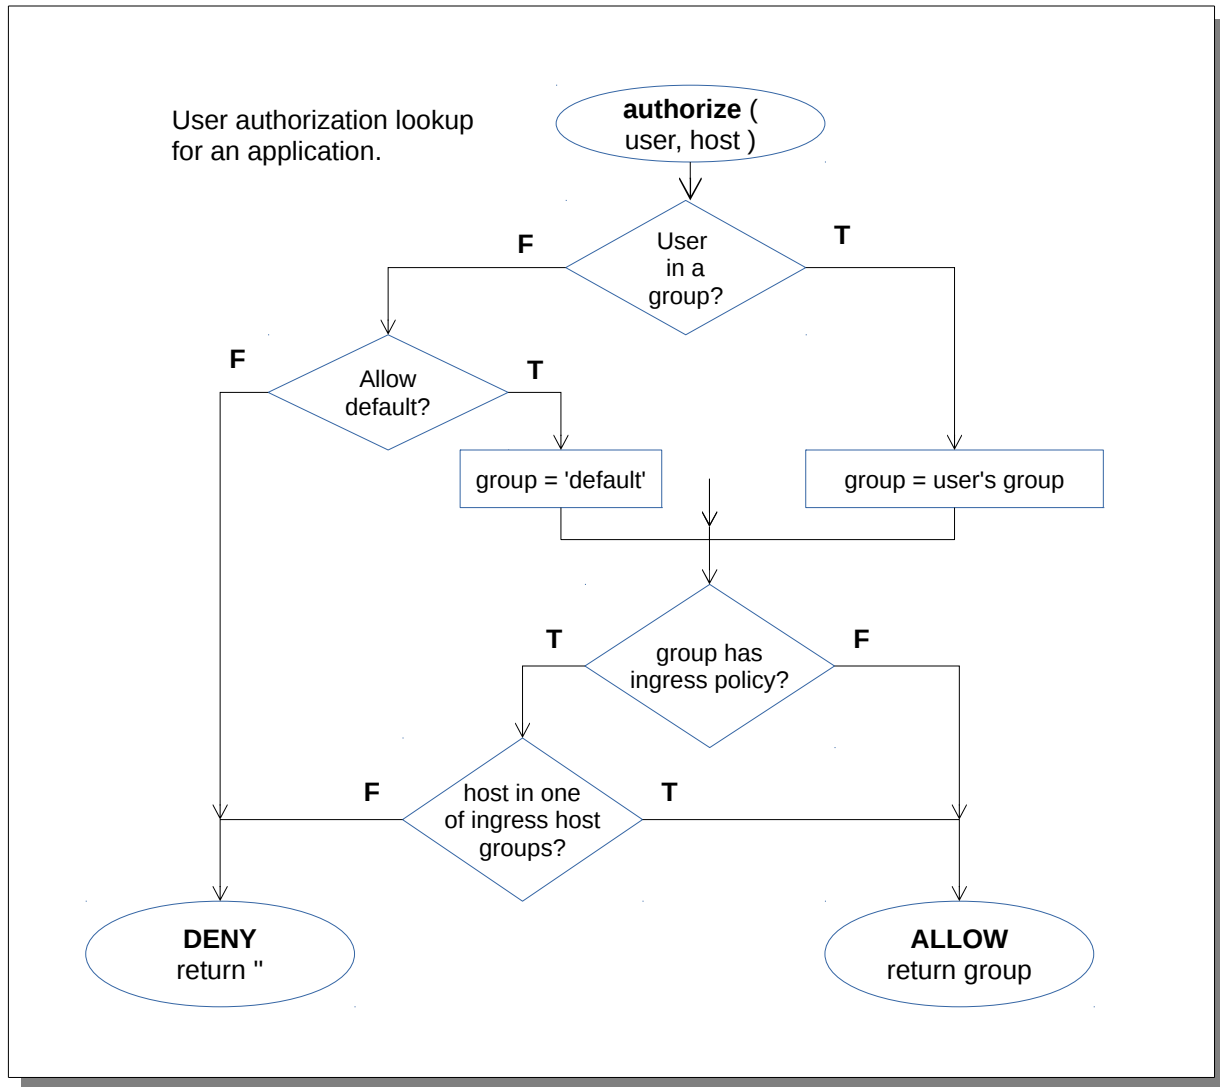 User authorization lookup
for an application.
authorize (
user, host )
F
T
User
in a
group?
F
T
Allow
default?
group = 'default'
group = user's group
T
F
group has
ingress policy?
F
T
host in one
of ingress host
groups?
DENY
return ''
ALLOW
return group